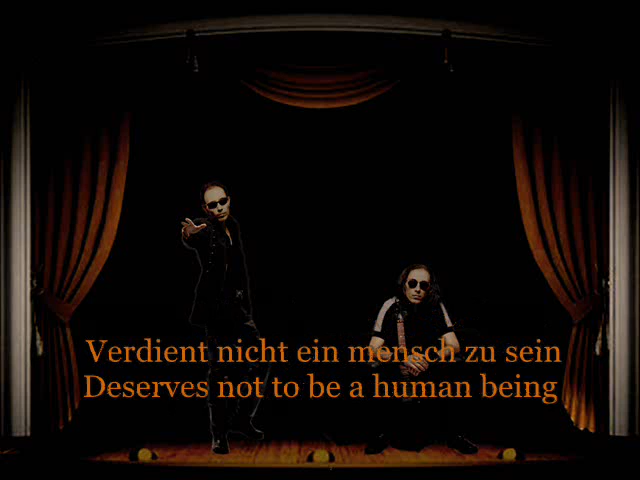 Verdient nicht ein mensch zu sein
Deserves not to be a human being